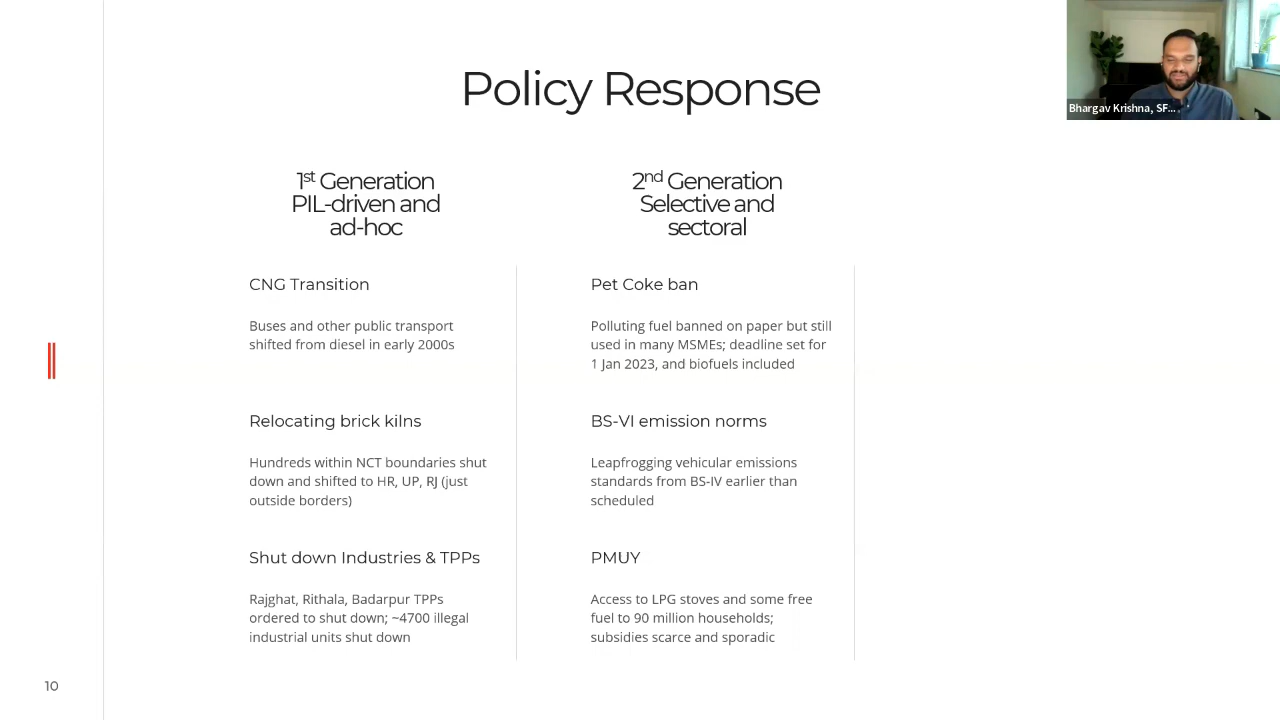 Policy Response
Bhargav Krishna, SF...
1st Generation
PIL-driven and
ad-hoc
CNG Transition
Buses and other public transport
shifted from diesel in early 2000s
Relocating brick kilns
Hundreds within NCT boundaries shut
down and shifted to HR, UP, RJ (just
outside borders)
Shut down Industries & TPPs
Rajghat, Rithala, Badarpur TPPs
ordered to shut down; ~4700 illegal
industrial units shut down
2nd Generation
Selective and
sectoral
Pet Coke ban
Polluting fuel banned on paper but still
used in many MSMEs; deadline set for
1 Jan 2023, and biofuels included
BS-VI emission norms
Leapfrogging vehicular emissions
standards from BS-IV earlier than
scheduled
PMUY
Access to LPG stoves and some free
fuel to 90 million households;
subsidies scarce and sporadic
10